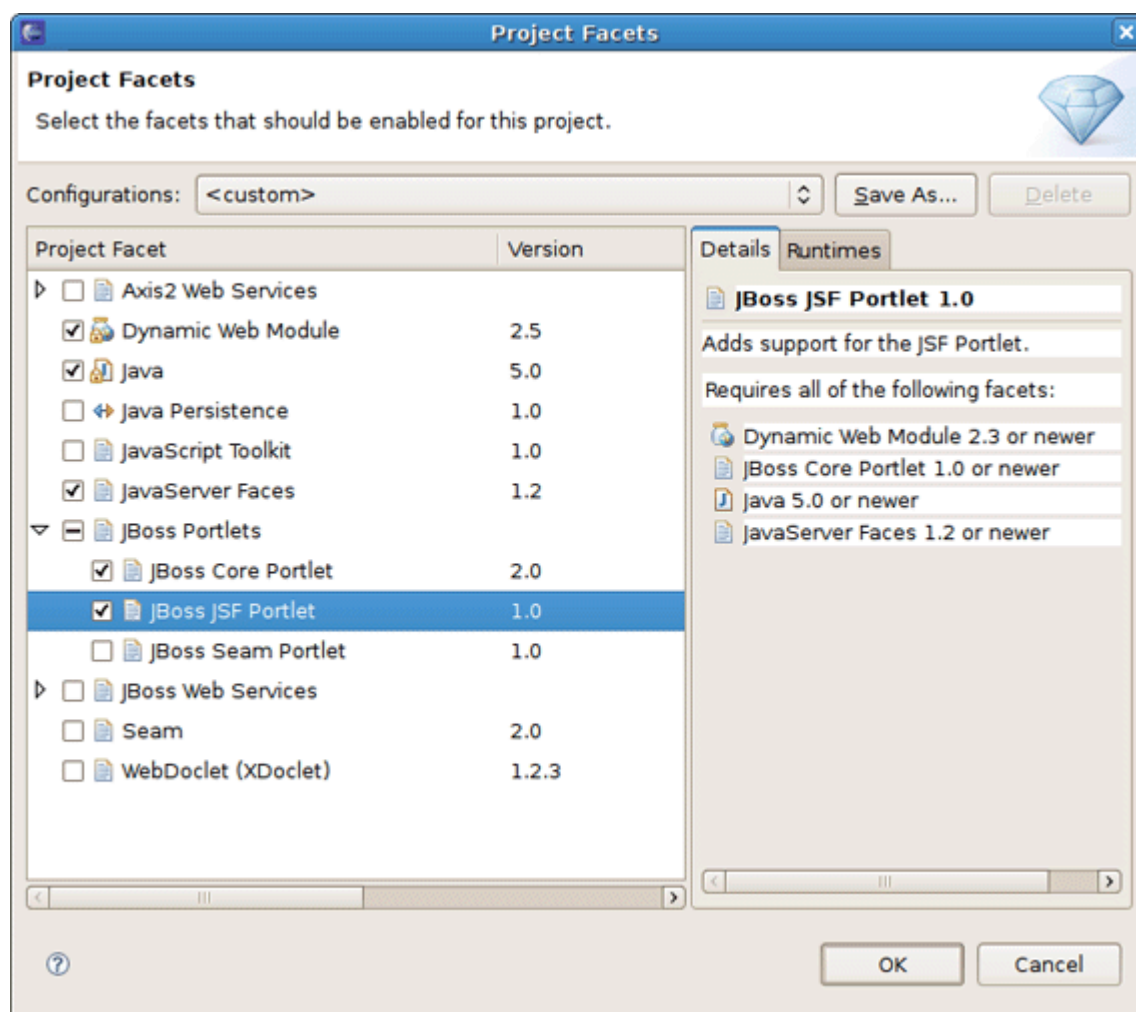 Project Facets
Project Facets
Select the facets that should be enabled for this project.
Configurations: <custom> Save As... Delete
Project Facet Version
Axis2 Web Services
Dynamic Web Module 2.5
Java 5.0
Java Persistence 1.0
JavaScript Toolkit 1.0
JavaServer Faces 1.2
JBoss Portlets
JBoss Core Portlet 2.0
JBoss JSF Portlet 1.0
JBoss Seam Portlet 1.0
JBoss Web Services
Seam 2.0
WebDoclet (XDoclet) 1.2.3
Details Runtimes
JBoss JSF Portlet 1.0
Adds support for the JSF Portlet.
Requires all of the following facets:
Dynamic Web Module 2.3 or newer
JBoss Core Portlet 1.0 or newer
Java 5.0 or newer
JavaServer Faces 1.2 or newer
OK Cancel